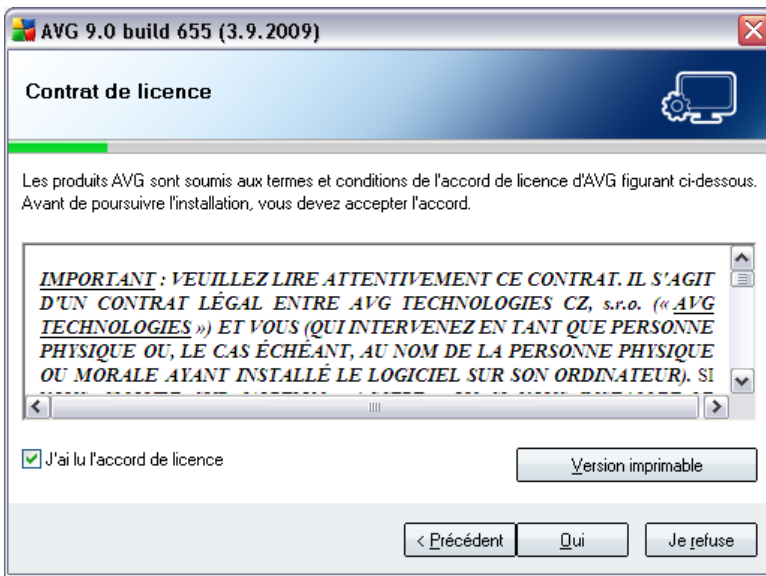 AVG 9.0 build 655 (3.9.2009)
Contrat de licence
Les produits AVG sont soumis aux termes et conditions de l'accord de licence d'AVG figurant ci-dessous.
Avant de poursuivre l'installation, vous devez accepter l'accord.
IMPORTANT : VEUILLEZ LIRE ATTENTIVEMENT CE CONTRAT. IL S'AGIT
D'UN CONTRAT LÉGAL ENTRE AVG TECHNOLOGIES CZ, s.r.o. (« AVG
TECHNOLOGIES ») ET VOUS (QUI INTERVENEZ EN TANT QUE PERSONNE
PHYSIQUE OU, LE CAS ÉCHÉANT, AU NOM DE LA PERSONNE PHYSIQUE
OU MORALE AYANT INSTALLÉ LE LOGICIEL SUR SON ORDINATEUR). SI
J'ai lu l'accord de licence
Version imprimable
< Précédent
Oui
Je refuse